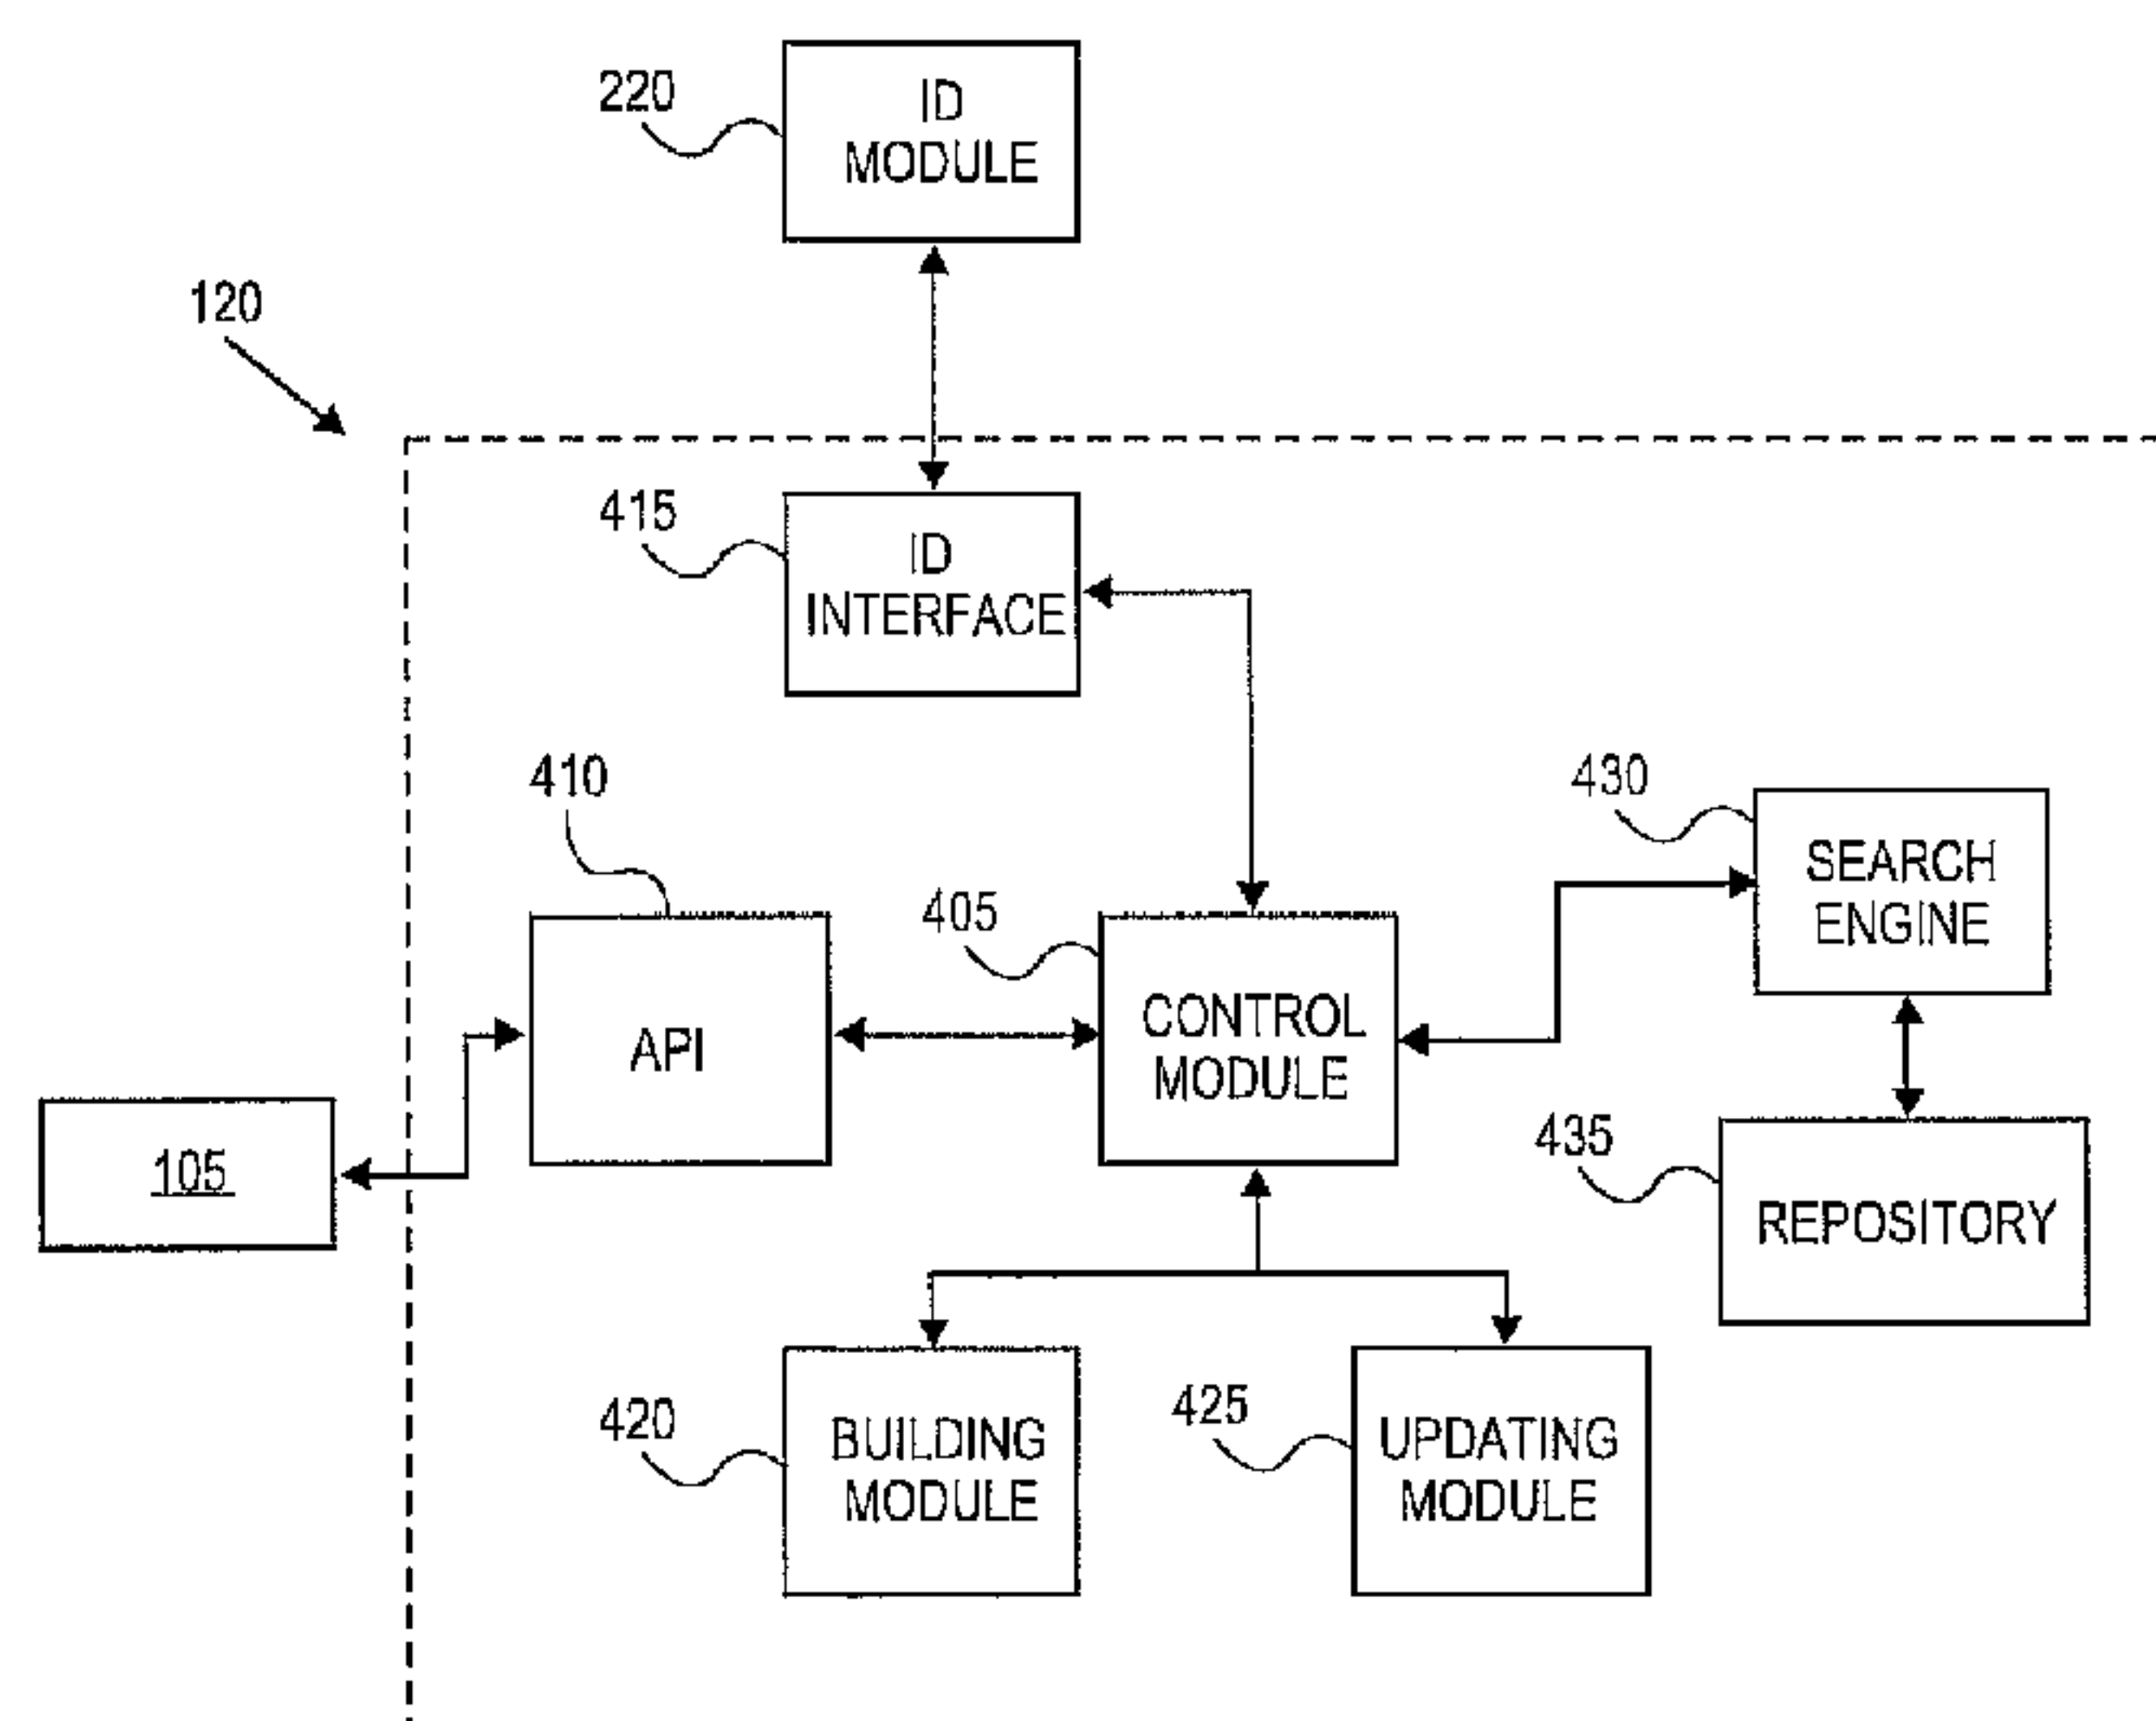 220
ID
MODULE
120
415
ID
INTERFACE
410
430
SEARCH
ENGINE
405
API
CONTROL
MODULE
105
435
REPOSITORY
420
BUILDING
MODULE
425
UPDATING
MODULE